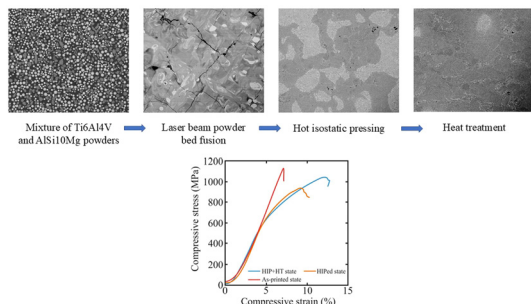 Mixture of Ti6Al4V
and AlSi10Mg powders
Laser beam powder
bed fusion
Hot isostatic pressing
Heat treatment
Compressive stress (MPa)
1200
1000
800
600
400
200
0
HIP+HT state
HIPed state
As-printed state
0
5
10
15
Compressive strain (%)